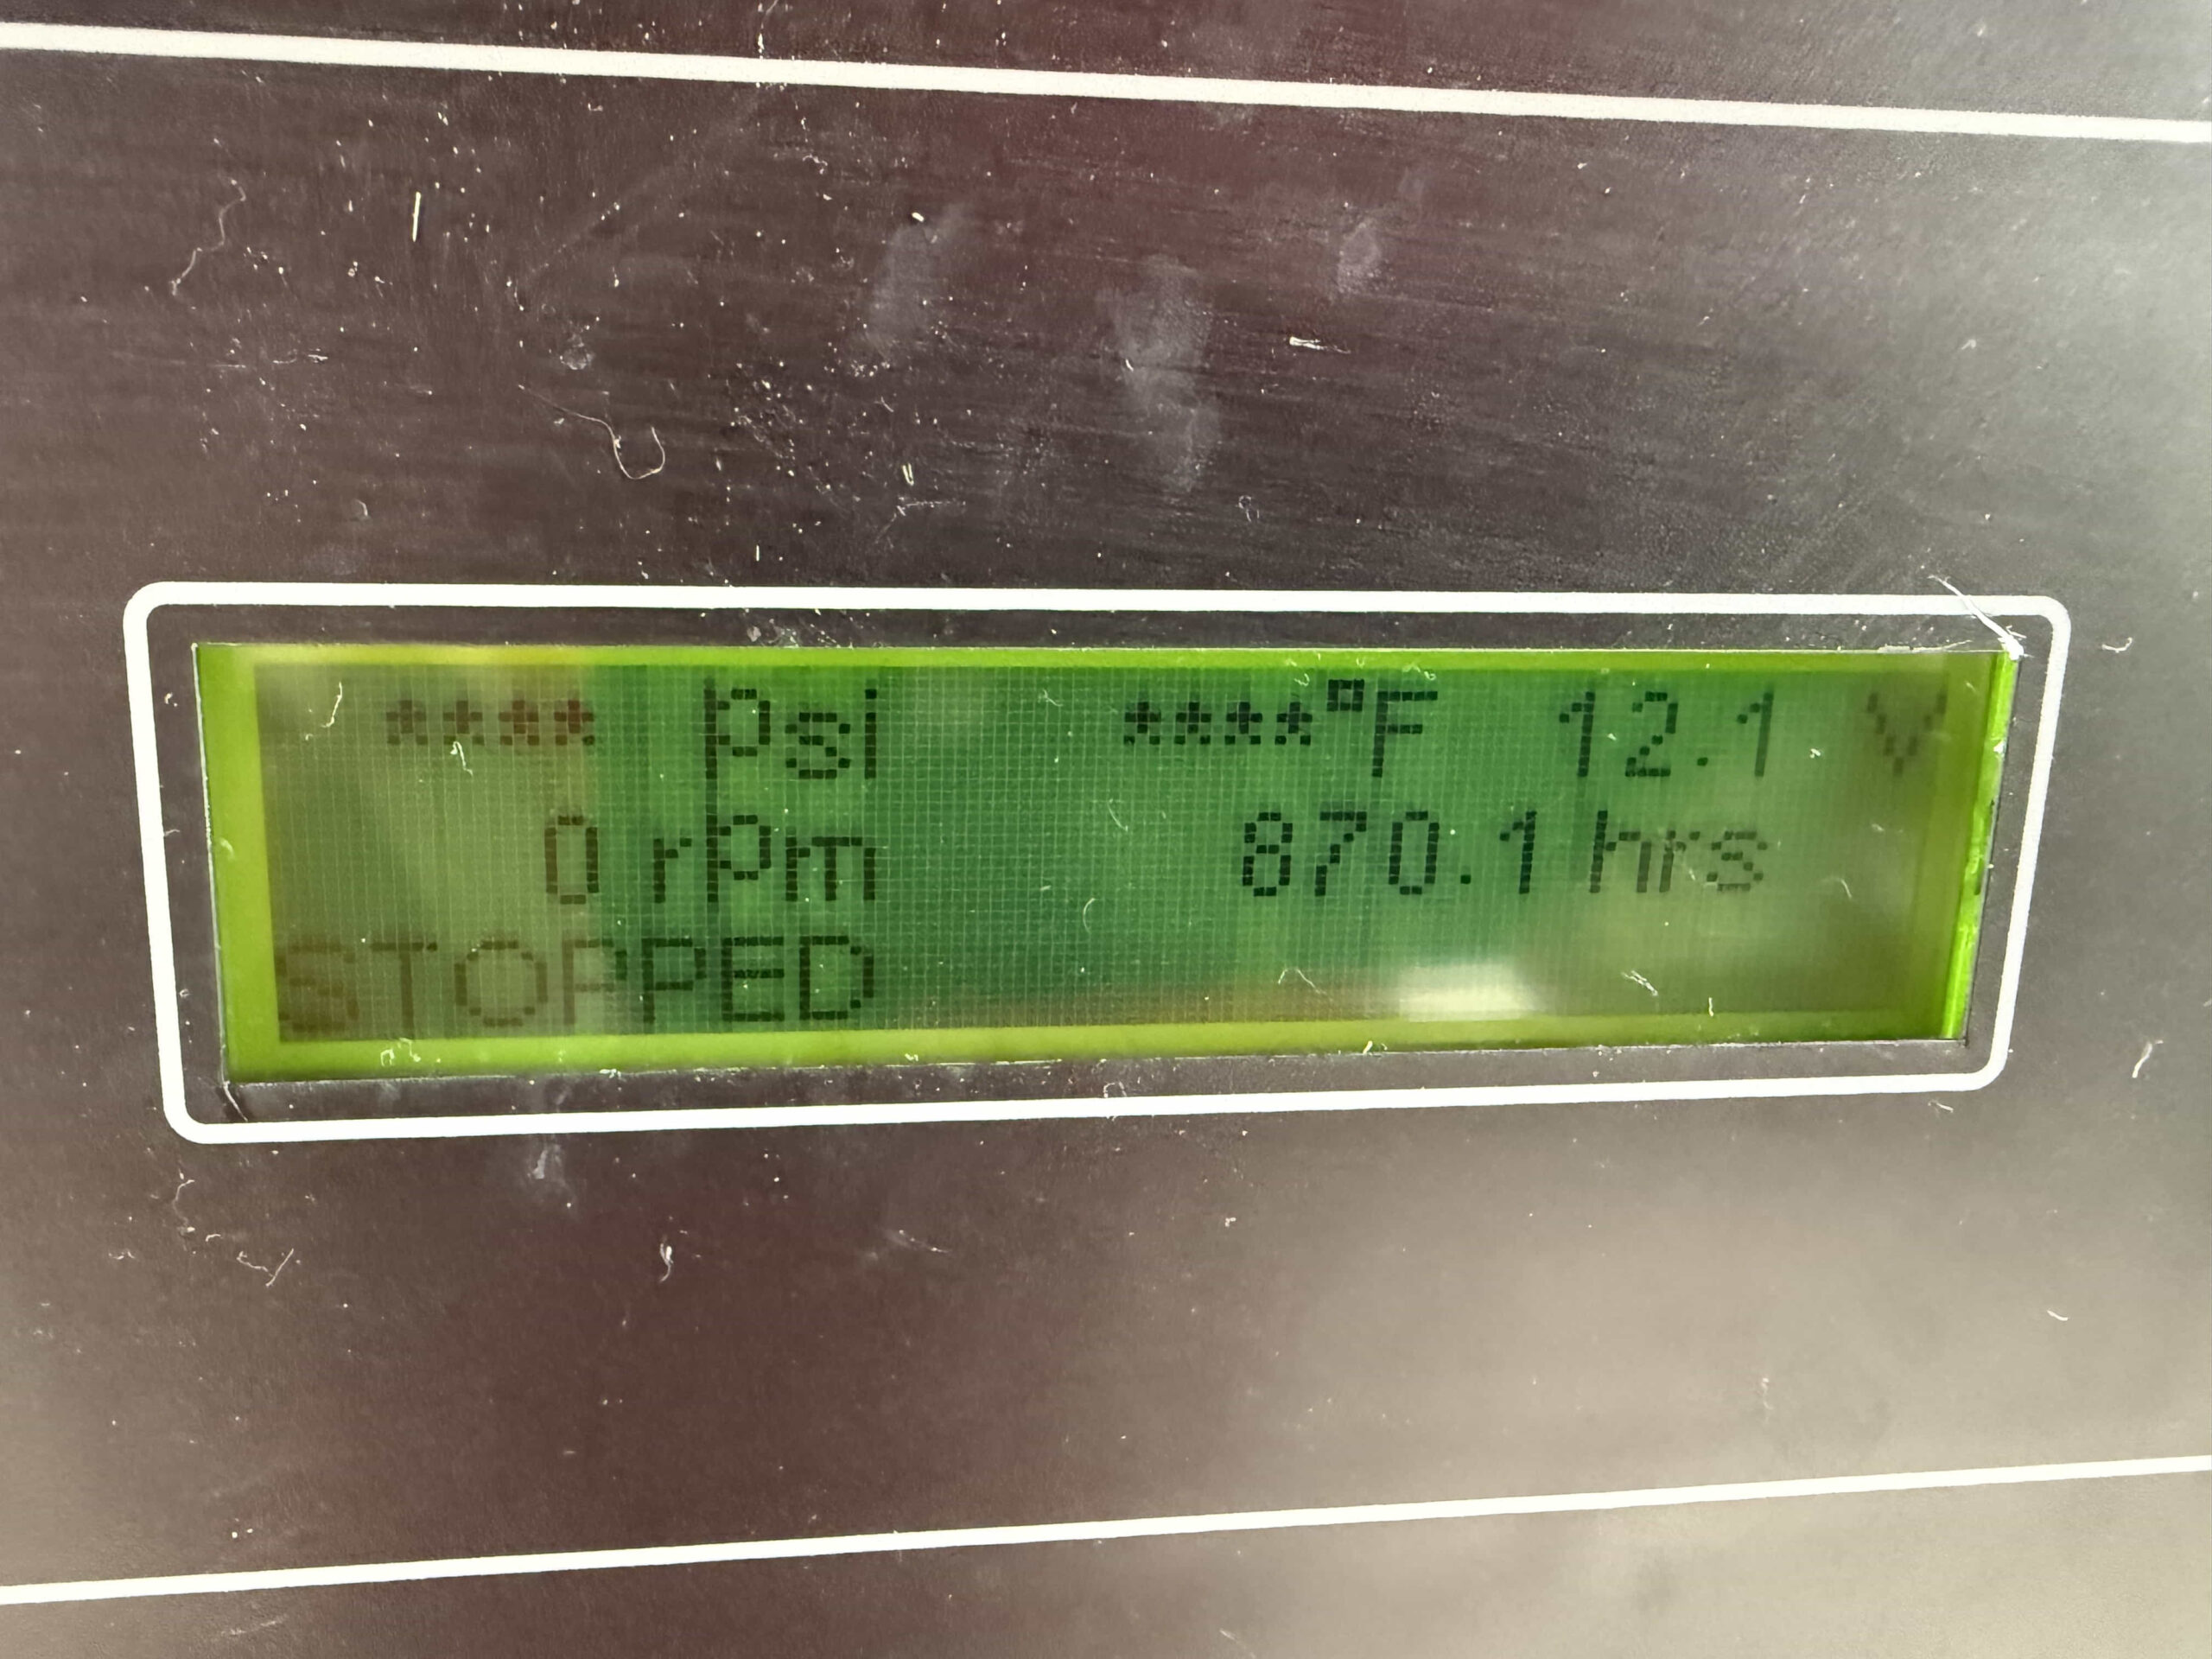 **** psi ****°F 12.1 V
0 rpm 870.1 hrs
STOPPED